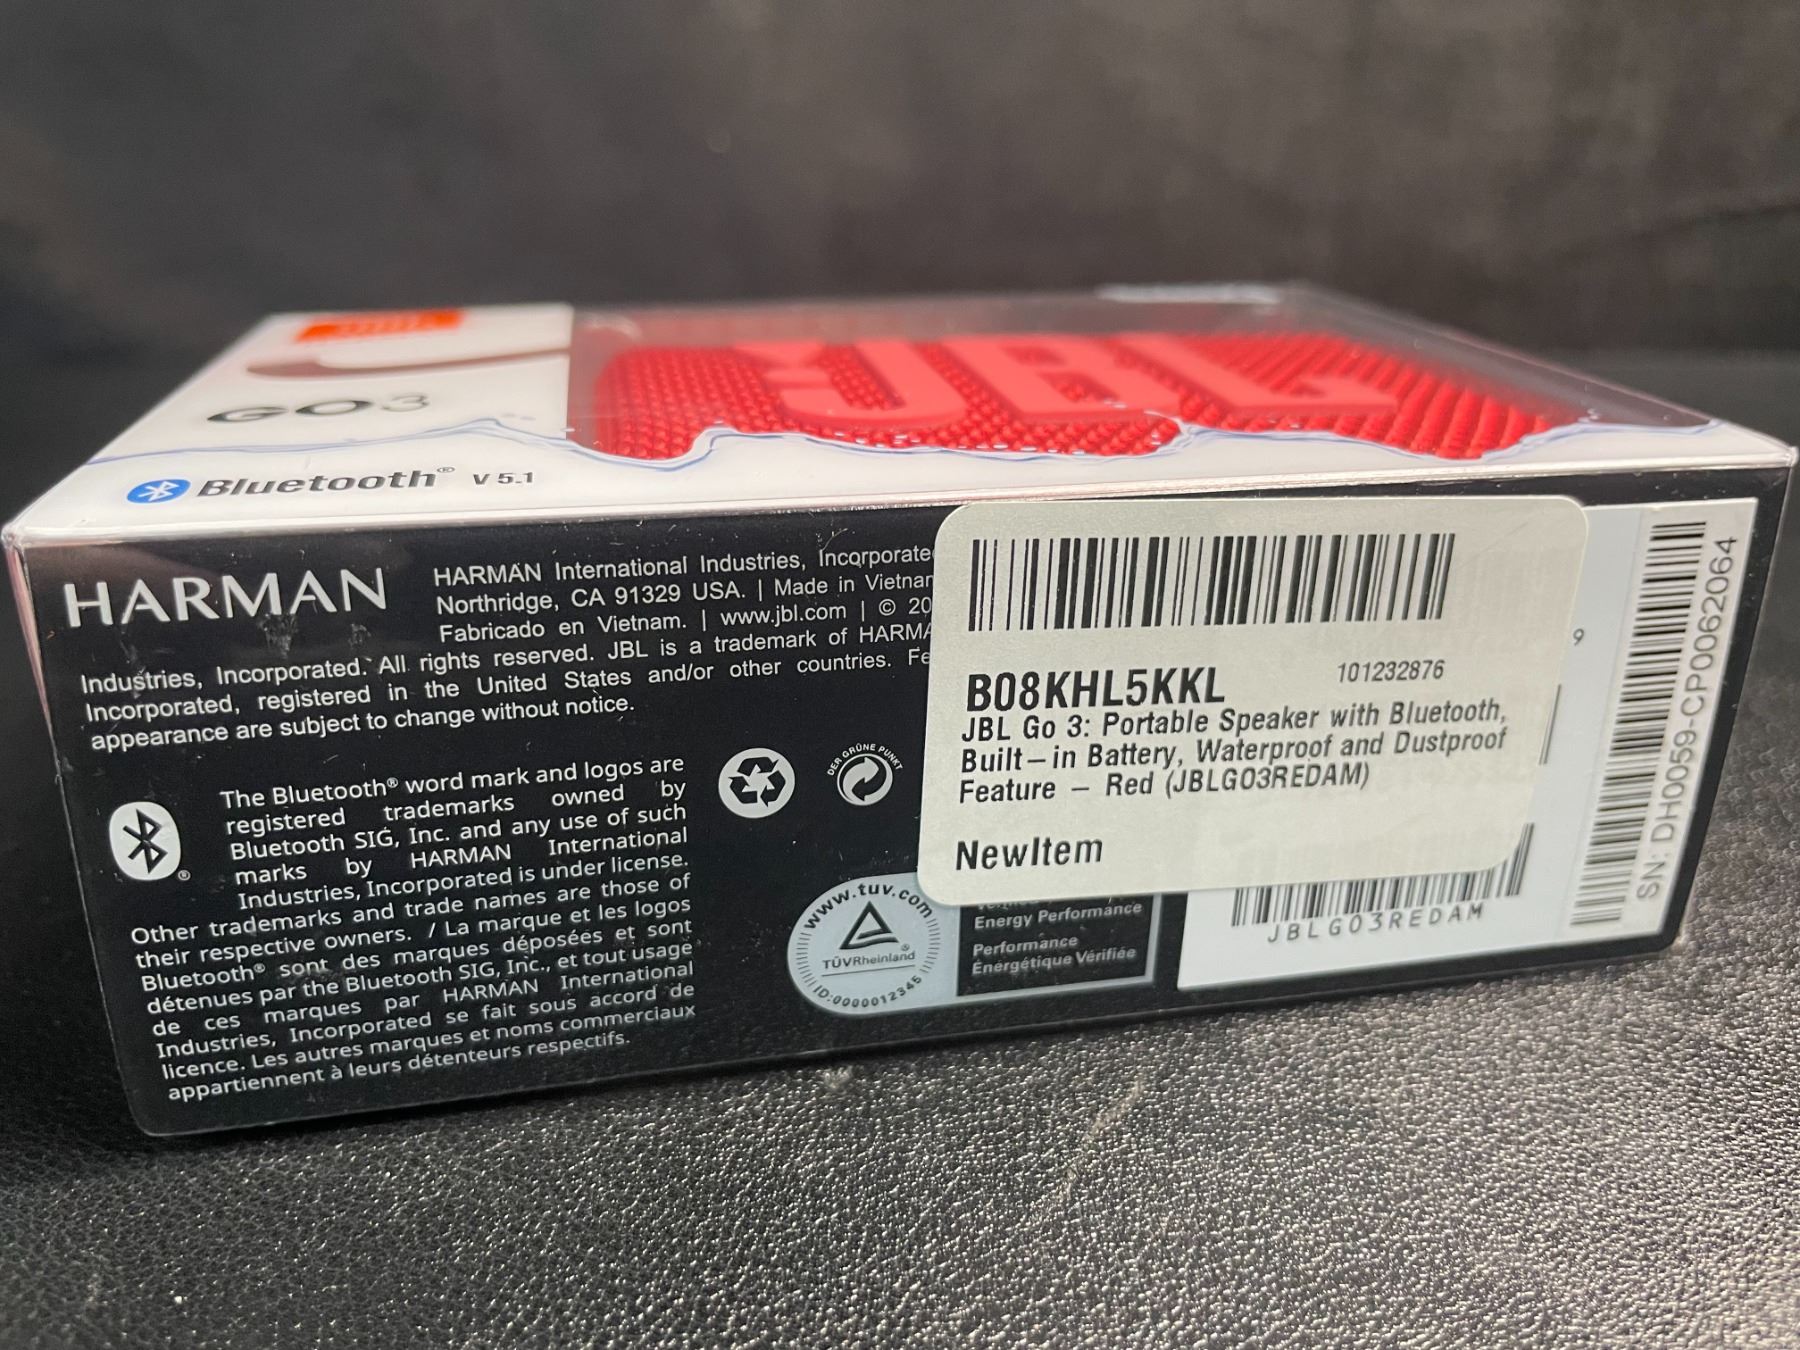 JBL
GO 3
Bluetooth® V 5.1
HARMAN
HARMAN International Industries, Incorporate
Northridge, CA 91329 USA. | Made in Vietnam
Fabricado en Vietnam. | www.jbl.com | © 20
Industries, Incorporated. All rights reserved. JBL is a trademark of HARMA
Incorporated, registered in the United States and/or other countries. Fe
appearance are subject to change without notice.
The Bluetooth® word mark and logos are
registered trademarks owned by
Bluetooth SIG, Inc. and any use of such
marks by HARMAN International
Industries, Incorporated is under license.
Other trademarks and trade names are those of
their respective owners. / La marque et les logos
Bluetooth® sont des marques déposées et sont
détenues par the Bluetooth SIG, Inc., et tout usage
de ces marques par HARMAN International
Industries, Incorporated se fait sous accord de
licence. Les autres marques et noms commerciaux
appartiennent à leurs détenteurs respectifs.
®
DER GRÜNE PUNKT
www.tuv.com
®
TÜVRheinland
ID:0000012345
Energy Performance
Performance
Énergétique Vérifiée
B08KHL5KKL 101232876
JBL Go 3: Portable Speaker with Bluetooth,
Built-in Battery, Waterproof and Dustproof
Feature - Red (JBLGO3REDAM)
NewItem
9
JBLGO3REDAM
SN: DH0059-CP0062064